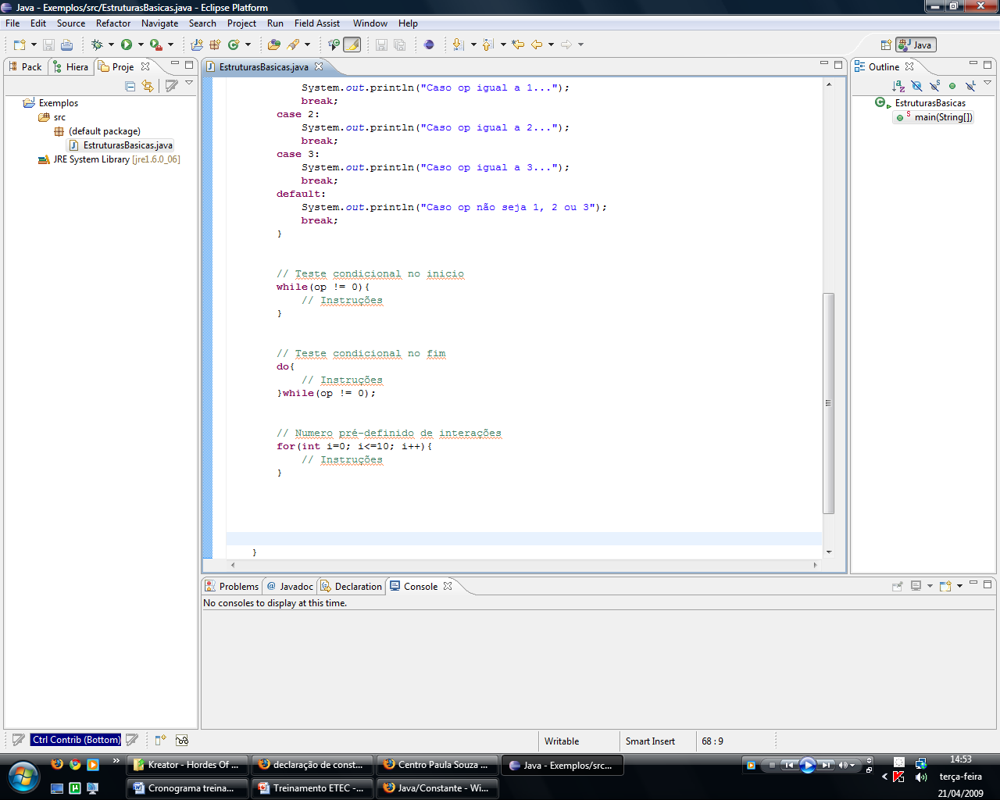 Java - Exemplos/src/EstruturasBasicas.java - Eclipse Platform
File Edit Source Refactor Navigate Search Project Run Field Assist Window Help
Java
Pack Hiera Proje
EstruturasBasicas.java
Outline
Exemplos
src
(default package)
EstruturasBasicas.java
JRE System Library [jre1.6.0_06]
System.out.println("Caso op igual a 1...");
break;
case 2:
System.out.println("Caso op igual a 2...");
break;
case 3:
System.out.println("Caso op igual a 3...");
break;
default:
System.out.println("Caso op não seja 1, 2 ou 3");
break;
}
// Teste condicional no inicio
while(op != 0){
// Instruções
}
// Teste condicional no fim
do{
// Instruções
}while(op != 0);
// Numero pré-definido de interações
for(int i=0; i<=10; i++){
// Instruções
}
}
EstruturasBasicas
main(String[])
Problems Javadoc Declaration Console
No consoles to display at this time.
Ctrl Contrib (Bottom)
Writable Smart Insert 68 : 9
Kreator - Hordes Of ... declaração de const... Centro Paula Souza ... Java - Exemplos/src...
Cronograma treina... Treinamento ETEC -... Java/Constante - Wi...
14:53
terça-feira
21/04/2009